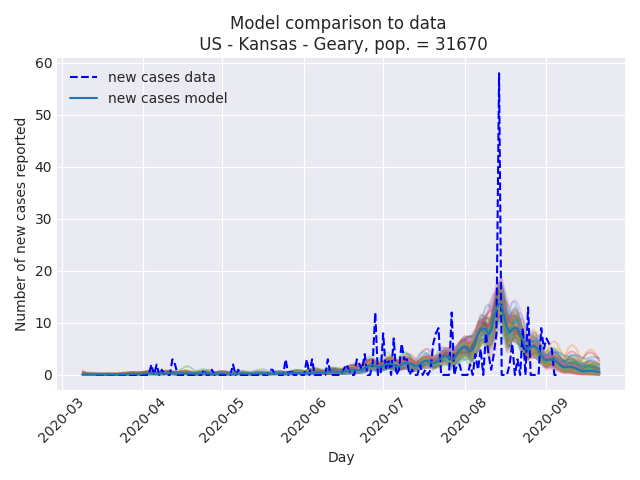 Model comparison to data
US - Kansas - Geary, pop. = 31670
new cases data
new cases model
Number of new cases reported
60
50
40
30
20
10
0
2020-03
2020-04
2020-05
2020-06
2020-07
2020-08
2020-09
Day